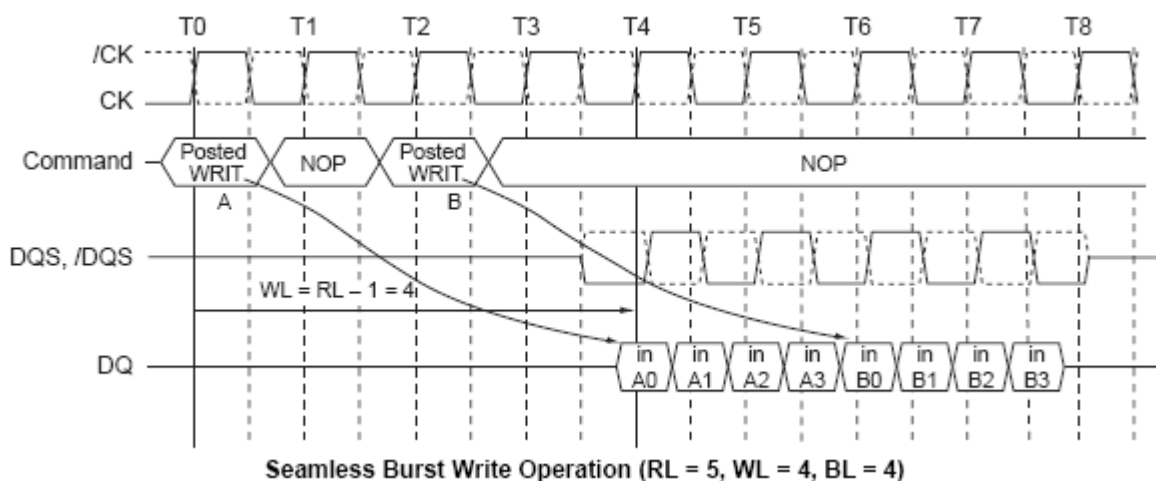 T0 T1 T2 T3 T4 T5 T6 T7 T8
/CK
CK
Command
Posted WRIT
NOP
Posted WRIT
NOP
A
B
DQS, /DQS
WL = RL – 1 = 4
DQ
in A0
in A1
in A2
in A3
in B0
in B1
in B2
in B3
Seamless Burst Write Operation (RL = 5, WL = 4, BL = 4)